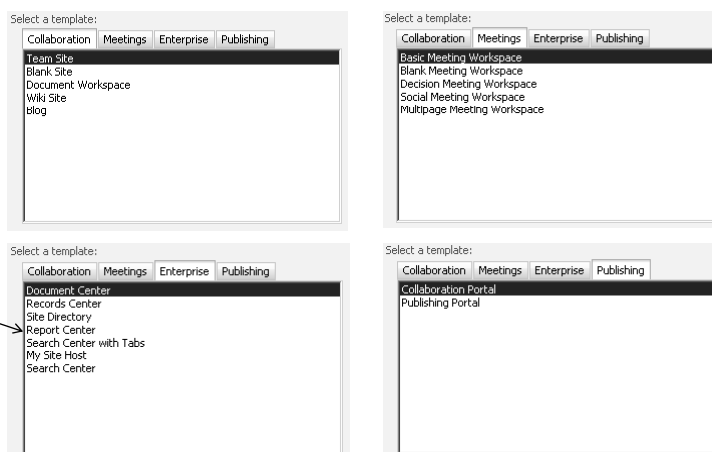 Select a template:
Collaboration Meetings Enterprise Publishing
Team Site
Blank Site
Document Workspace
Wiki Site
Blog
Select a template:
Collaboration Meetings Enterprise Publishing
Basic Meeting Workspace
Blank Meeting Workspace
Decision Meeting Workspace
Social Meeting Workspace
Multipage Meeting Workspace
Select a template:
Collaboration Meetings Enterprise Publishing
Document Center
Records Center
Site Directory
Report Center
Search Center with Tabs
My Site Host
Search Center
Select a template:
Collaboration Meetings Enterprise Publishing
Collaboration Portal
Publishing Portal